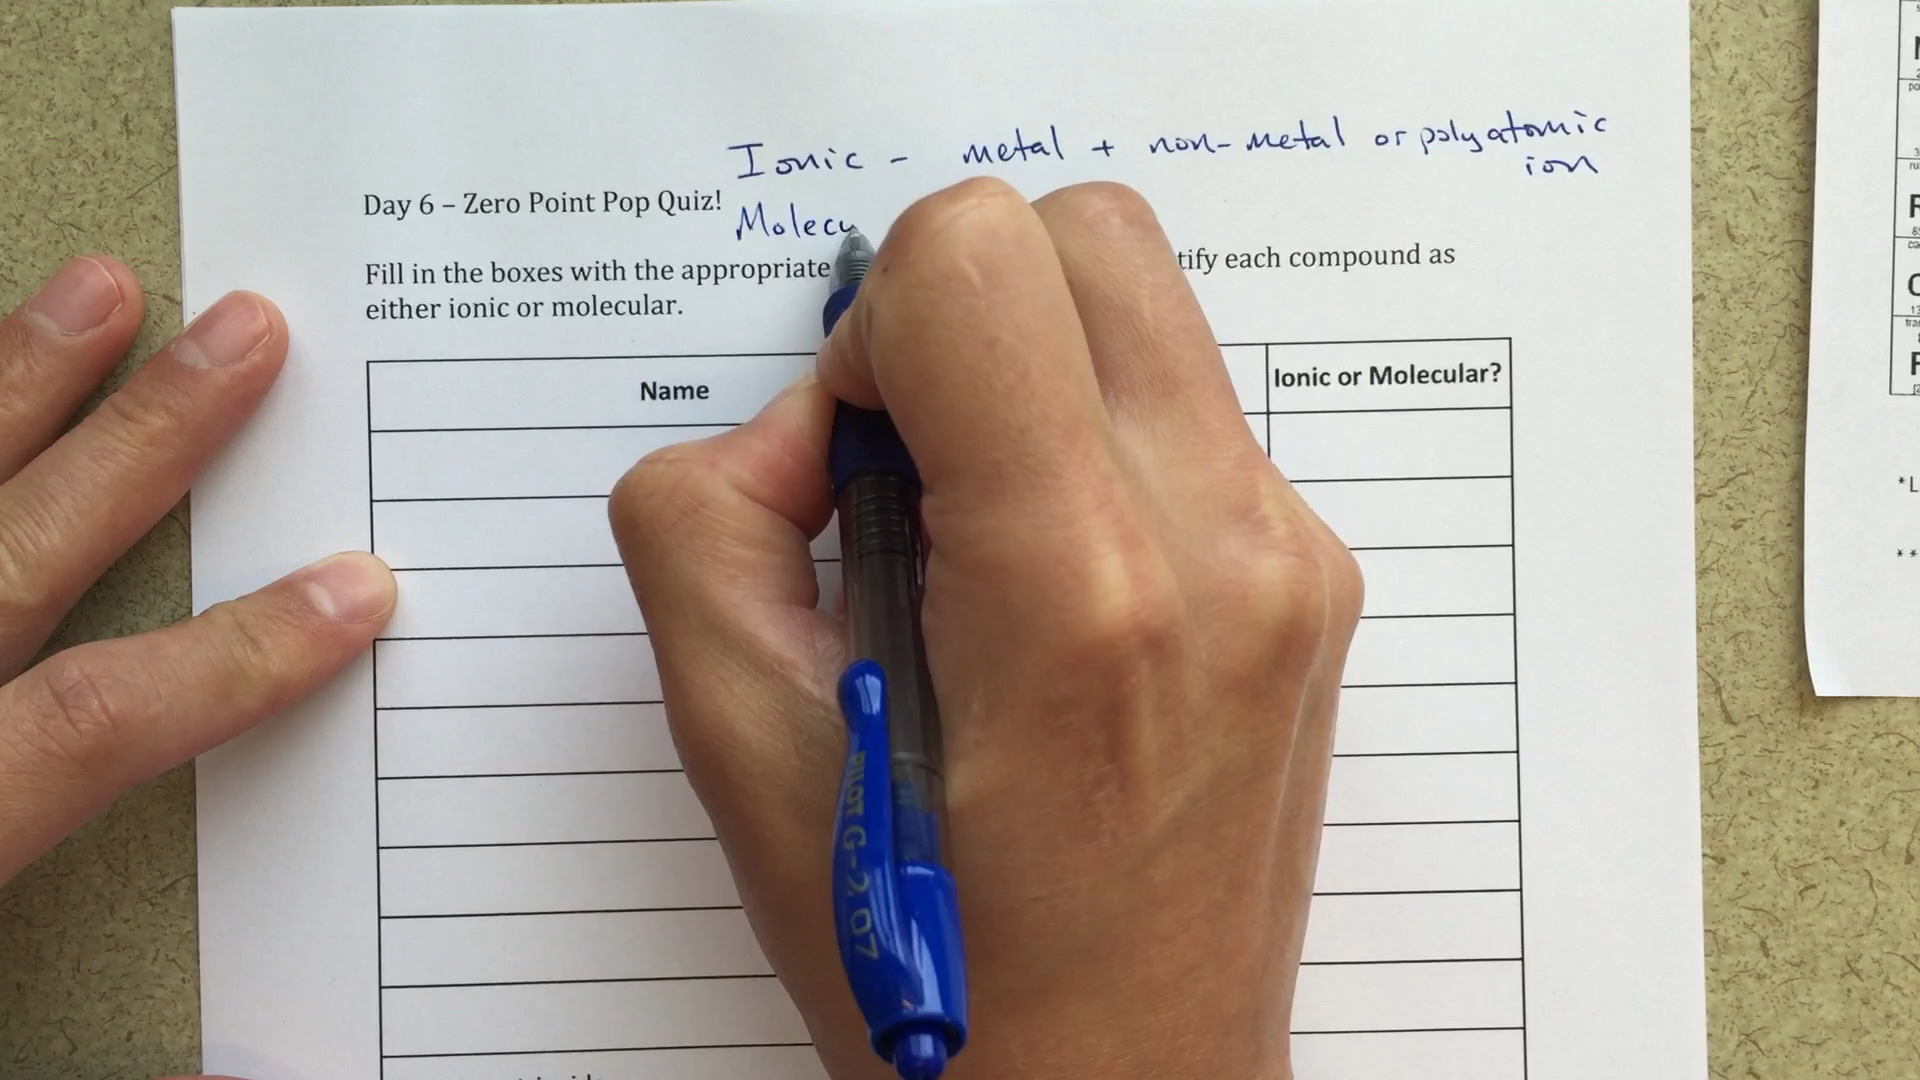 Ionic - metal + non-metal or polyatomic
ion
Day 6 – Zero Point Pop Quiz!
Molecu
Fill in the boxes with the appropriate tify each compound as
either ionic or molecular.
Name
Ionic or Molecular?
PILOT G-2 07
*L
**